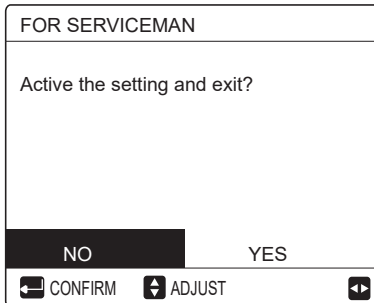 FOR SERVICEMAN
Active the setting and exit?
NO YES
CONFIRM ADJUST